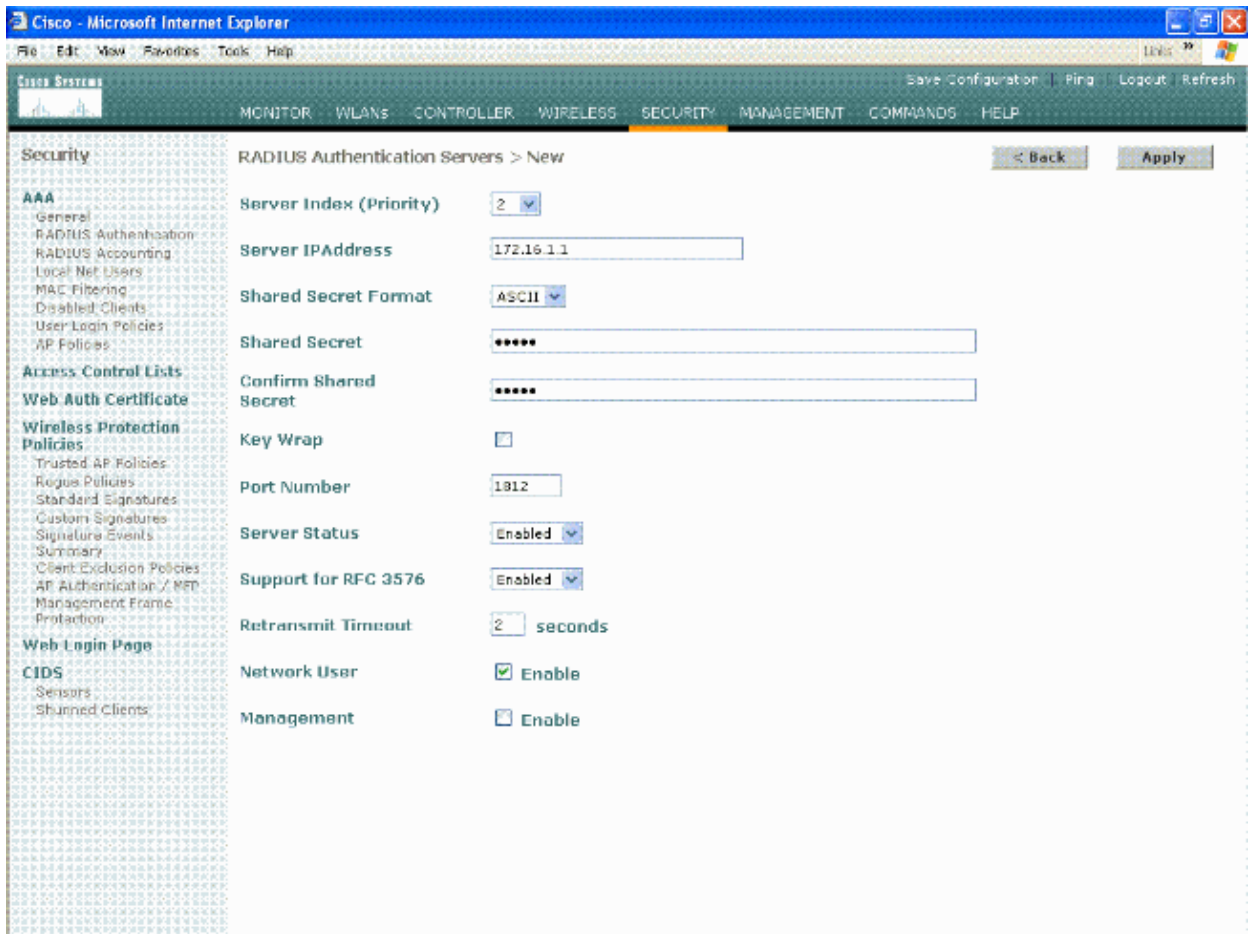 Cisco - Microsoft Internet Explorer
File Edit View Favorites Tools Help Links »
Cisco Systems
Save Configuration | Ping | Logout | Refresh
MONITOR WLANs CONTROLLER WIRELESS SECURITY MANAGEMENT COMMANDS HELP
Security
AAA
General
RADIUS Authentication
RADIUS Accounting
Local Net Users
MAC Filtering
Disabled Clients
User Login Policies
AP Policies
Access Control Lists
Web Auth Certificate
Wireless Protection
Policies
Trusted AP Policies
Rogue Policies
Standard Signatures
Custom Signatures
Signature Events
Summary
Client Exclusion Policies
AP Authentication / MFP
Management Frame
Protection
Web Login Page
CIDS
Sensors
Shunned Clients
RADIUS Authentication Servers > New
< Back Apply
Server Index (Priority) 2
Server IPAddress 172.16.1.1
Shared Secret Format ASCII
Shared Secret •••••
Confirm Shared
Secret •••••
Key Wrap
Port Number 1812
Server Status Enabled
Support for RFC 3576 Enabled
Retransmit Timeout 2 seconds
Network User Enable
Management Enable